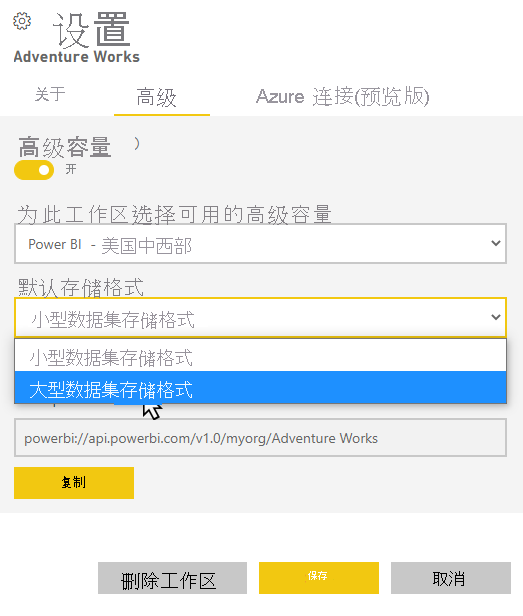 设置
Adventure Works
关于 高级 Azure 连接(预览版)
高级容量
开
为此工作区选择可用的高级容量
Power BI - 美国中西部
默认存储格式
小型数据集存储格式
小型数据集存储格式
大型数据集存储格式
powerbi://api.powerbi.com/v1.0/myorg/Adventure Works
复制
删除工作区 保存 取消